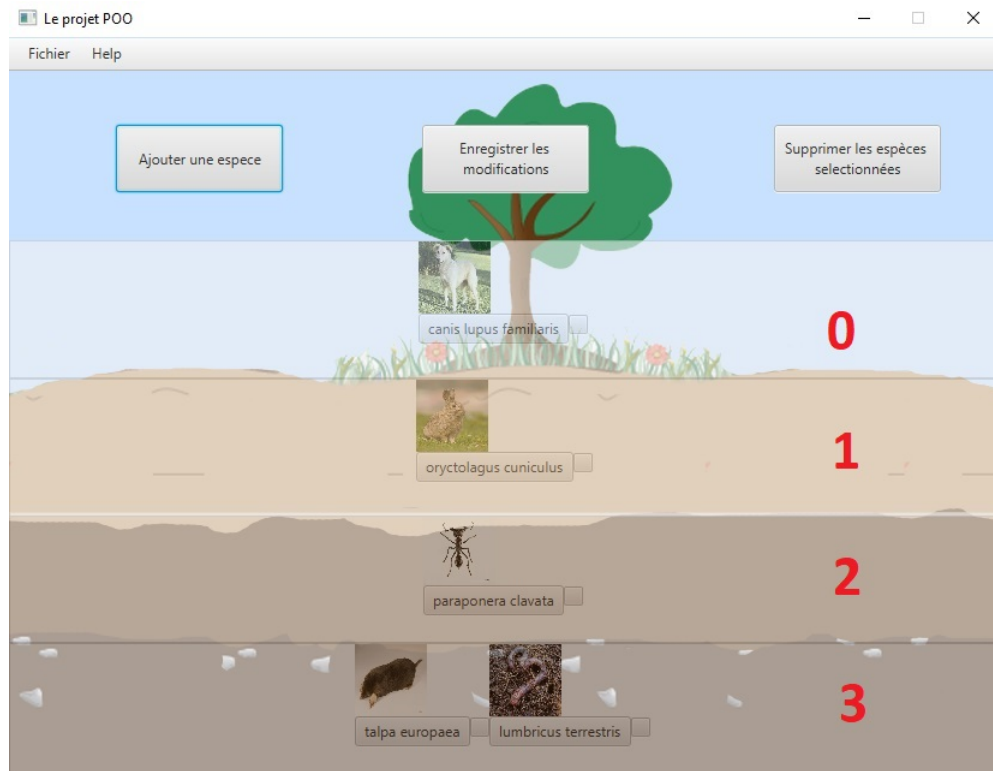 Le projet POO
Fichier Help
Ajouter une espece
Enregistrer les
modifications
Supprimer les espèces
selectionnées
canis lupus familiaris
0
oryctolagus cuniculus
1
paraponera clavata
2
talpa europaea lumbricus terrestris
3